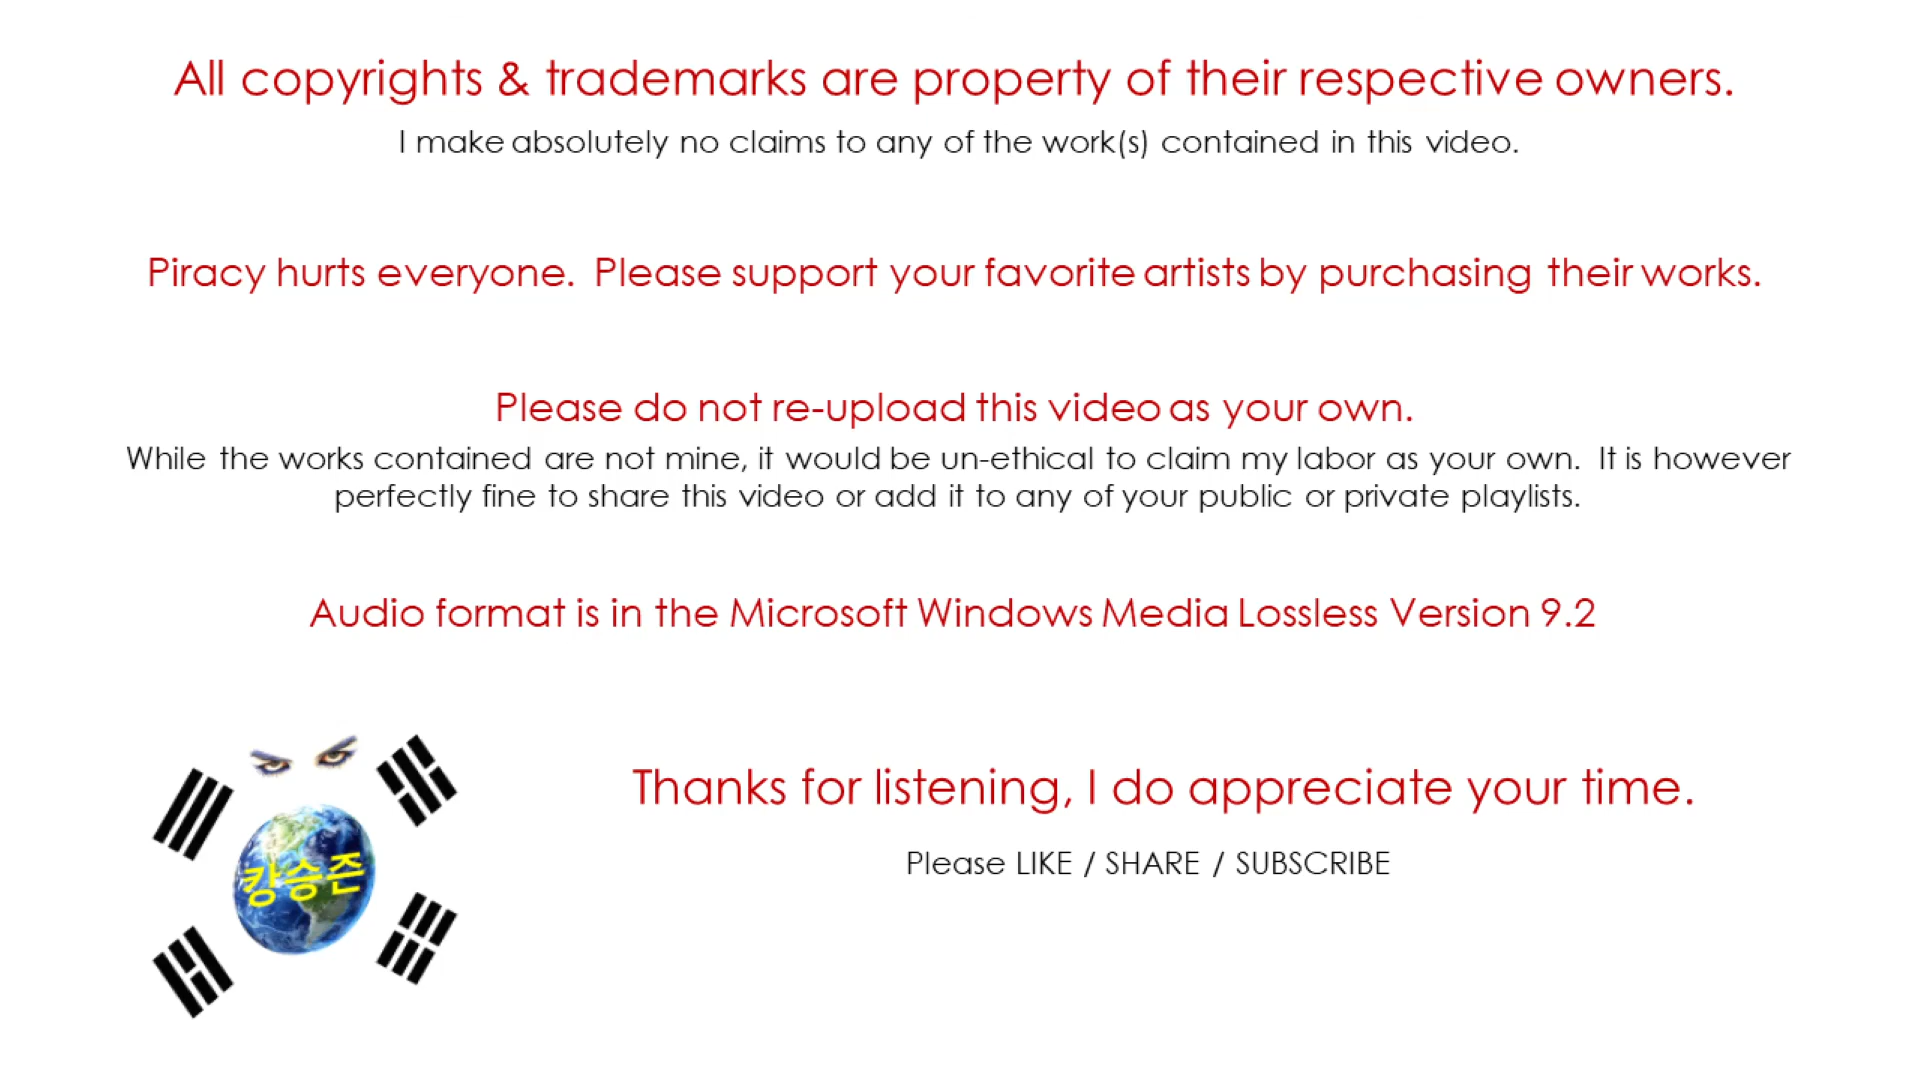 All copyrights & trademarks are property of their respective owners.
I make absolutely no claims to any of the work(s) contained in this video.
Piracy hurts everyone. Please support your favorite artists by purchasing their works.
Please do not re-upload this video as your own.
While the works contained are not mine, it would be un-ethical to claim my labor as your own. It is however
perfectly fine to share this video or add it to any of your public or private playlists.
Audio format is in the Microsoft Windows Media Lossless Version 9.2
Thanks for listening, I do appreciate your time.
Please LIKE / SHARE / SUBSCRIBE
캉승존